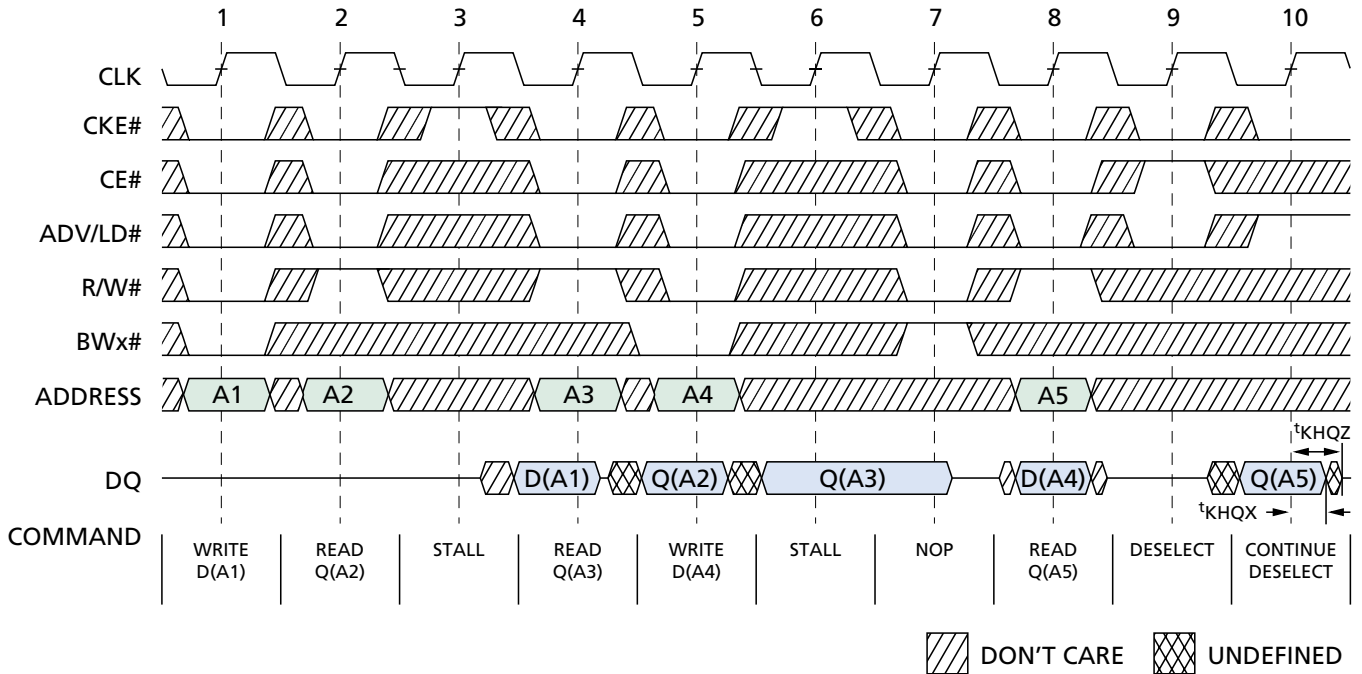 1 2 3 4 5 6 7 8 9 10
CLK
CKE#
CE#
ADV/LD#
R/W#
BWx#
ADDRESS A1 A2 A3 A4 A5
tKHQZ
DQ D(A1) Q(A2) Q(A3) D(A4) Q(A5)
tKHQX
COMMAND
WRITE READ STALL READ WRITE STALL NOP READ DESELECT CONTINUE
D(A1) Q(A2) Q(A3) D(A4) Q(A5) DESELECT
DON'T CARE UNDEFINED